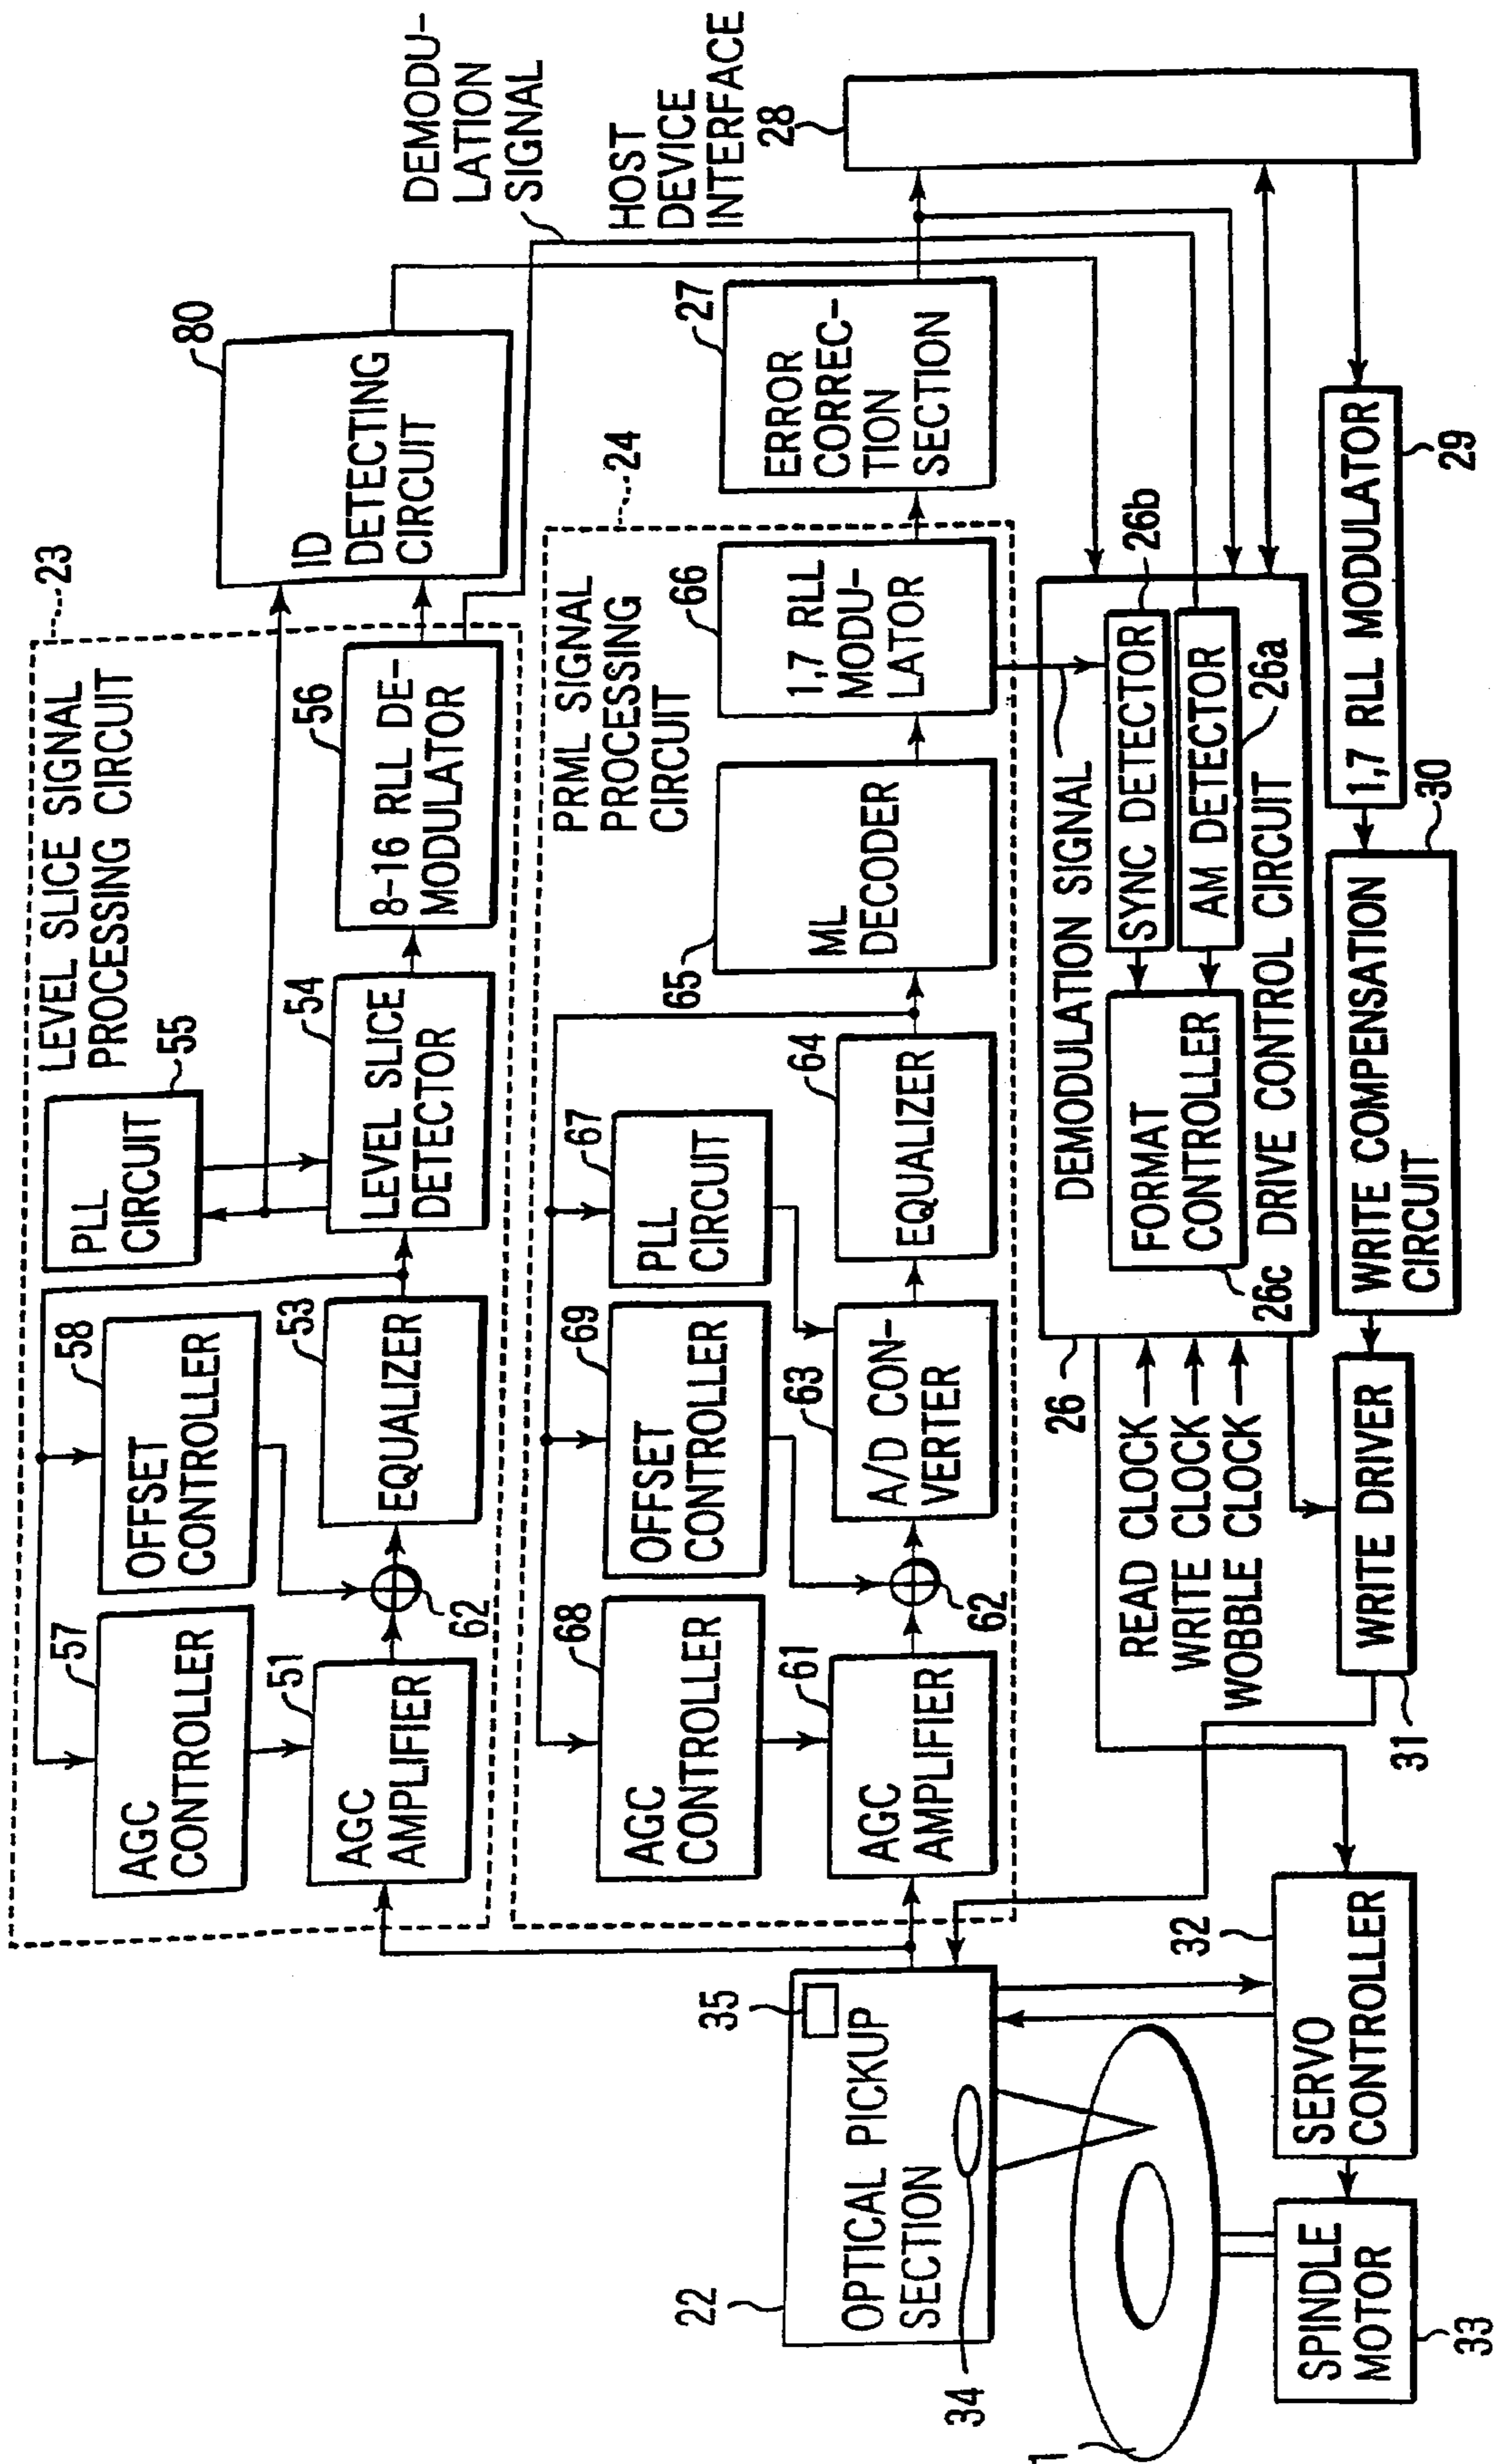 LEVEL SLICE SIGNAL
PROCESSING CIRCUIT
23
57
AGC
CONTROLLER
58
OFFSET
CONTROLLER
PLL
CIRCUIT
55
51
AGC
AMPLIFIER
62
53
EQUALIZER
54
LEVEL SLICE
DETECTOR
56
8-16 RLL DE-
MODULATOR
80
ID
DETECTING
CIRCUIT
DEMODU-
LATION
SIGNAL
PRML SIGNAL
PROCESSING
CIRCUIT
24
68
AGC
CONTROLLER
69
OFFSET
CONTROLLER
67
PLL
CIRCUIT
61
AGC
AMPLIFIER
62
63
A/D CON-
VERTER
64
EQUALIZER
65
ML
DECODER
66
1,7 RLL
MODU-
LATOR
27
ERROR
CORREC-
TION
SECTION
HOST
DEVICE
INTERFACE
28
22
35
OPTICAL PICKUP
SECTION
34
1
26
DEMODULATION SIGNAL
SYNC DETECTOR
26b
AM DETECTOR
26a
FORMAT
CONTROLLER
26c
DRIVE CONTROL CIRCUIT
READ CLOCK
WRITE CLOCK
WOBBLE CLOCK
32
SERVO
CONTROLLER
SPINDLE
MOTOR
33
WRITE DRIVER
31
WRITE COMPENSATION
CIRCUIT
30
1,7 RLL MODULATOR
29